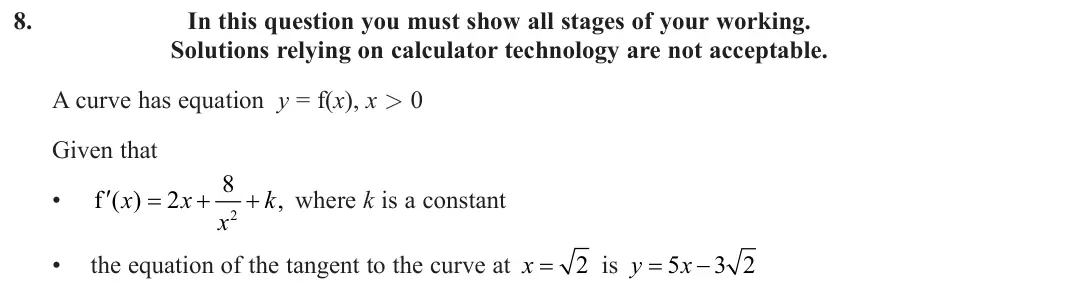 8. In this question you must show all stages of your working.
Solutions relying on calculator technology are not acceptable.
A curve has equation y = f(x), x > 0
Given that
• f′(x) = 2x + 8/x² + k, where k is a constant
• the equation of the tangent to the curve at x = √2 is y = 5x − 3√2